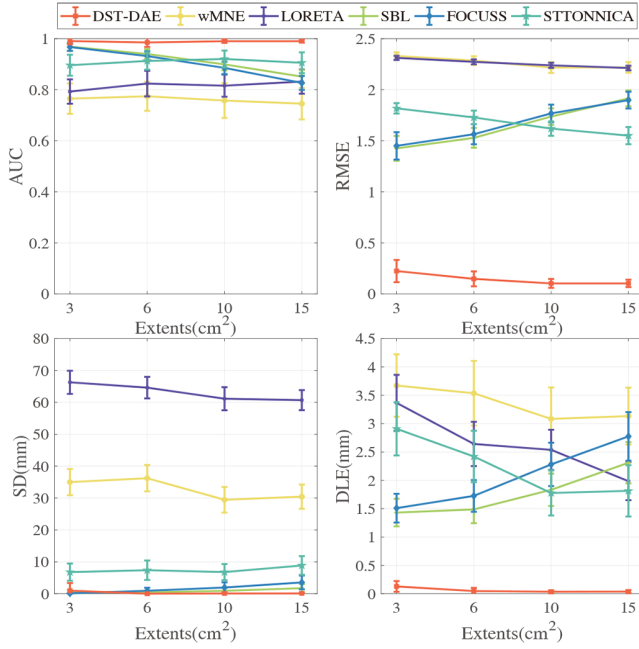 DST-DAE wMNE LORETA SBL FOCUSS STTONNICA
1
0.8
0.6
0.4
0.2
0
AUC
3 6 10 15
Extents(cm²)
2.5
2
1.5
1
0.5
0
RMSE
3 6 10 15
Extents(cm²)
80
70
60
50
40
30
20
10
0
SD(mm)
3 6 10 15
Extents(cm²)
4.5
4
3.5
3
2.5
2
1.5
1
0.5
0
DLE(mm)
3 6 10 15
Extents(cm²)